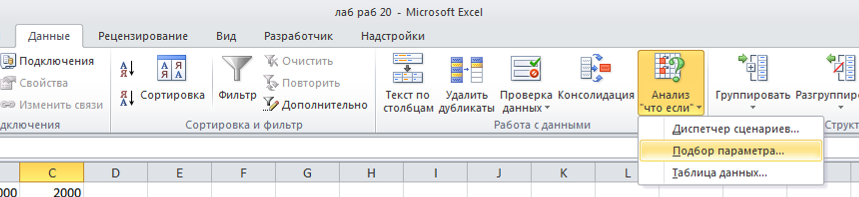 лаб раб 20 - Microsoft Excel
Данные Рецензирование Вид Разработчик Надстройки
Подключения
Свойства
Изменить связи
дключения
А Я
Я А
Сортировка
Фильтр
Очистить
Повторить
Дополнительно
Сортировка и фильтр
Текст по столбцам
Удалить дубликаты
Проверка данных
Консолидация
Анализ "что если"
Работа с данными
Группировать
Разгруппиро
Структ
Диспетчер сценариев...
Подбор параметра...
Таблица данных...
C D E F G H I J K L
000 2000